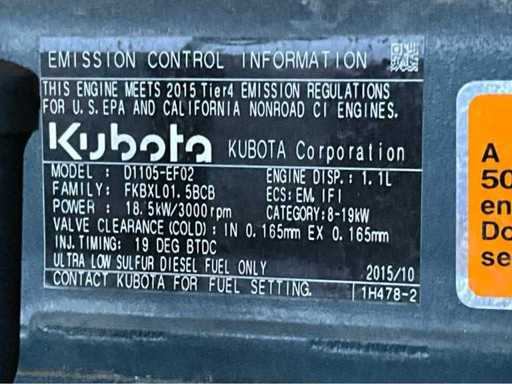 EMISSION CONTROL INFORMATION
THIS ENGINE MEETS 2015 Tier4 EMISSION REGULATIONS
FOR U.S. EPA AND CALIFORNIA NONROAD CI ENGINES.
Kubota KUBOTA Corporation
MODEL : D1105-EF02 ENGINE DISP.: 1.1L
FAMILY: FKBXL01.5BCB ECS: EM, IFI
POWER : 18.5kW/3000rpm CATEGORY: 8-19kW
VALVE CLEARANCE (COLD) : IN 0.165mm EX 0.165mm
INJ. TIMING: 19 DEG BTDC
ULTRA LOW SULFUR DIESEL FUEL ONLY 2015/10
CONTACT KUBOTA FOR FUEL SETTING. 1H478-2
A
50
en
Do
se